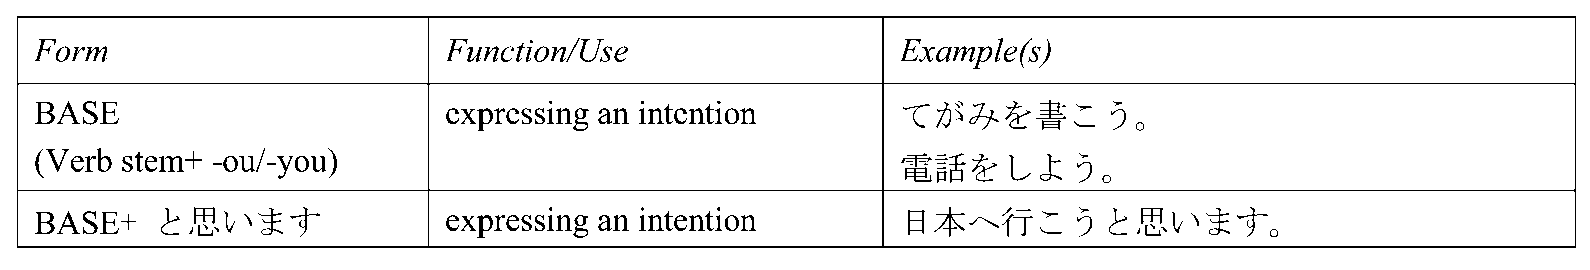 Form Function/Use Example(s)
BASE expressing an intention てがみを書こう。
(Verb stem+ -ou/-you) 電話をしよう。
BASE+ と思います expressing an intention 日本へ行こうと思います。